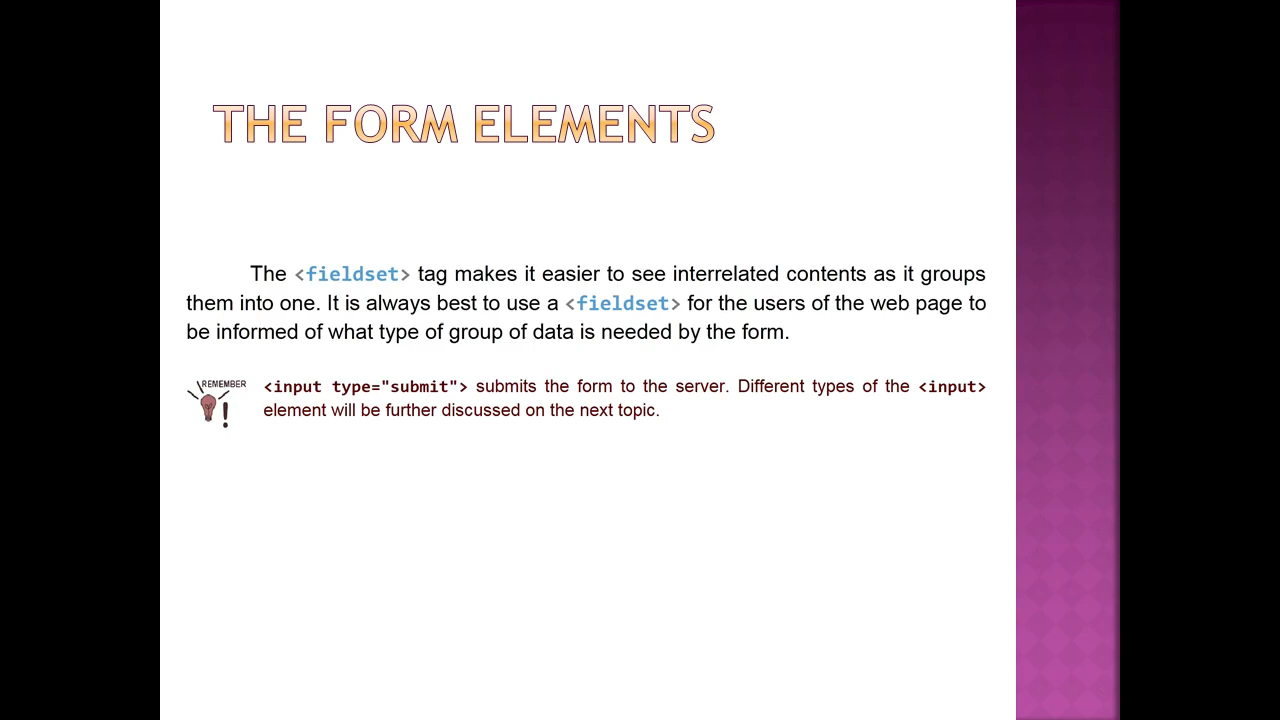 THE FORM ELEMENTS
The <fieldset> tag makes it easier to see interrelated contents as it groups
them into one. It is always best to use a <fieldset> for the users of the web page to
be informed of what type of group of data is needed by the form.
REMEMBER
!
<input type="submit"> submits the form to the server. Different types of the <input>
element will be further discussed on the next topic.